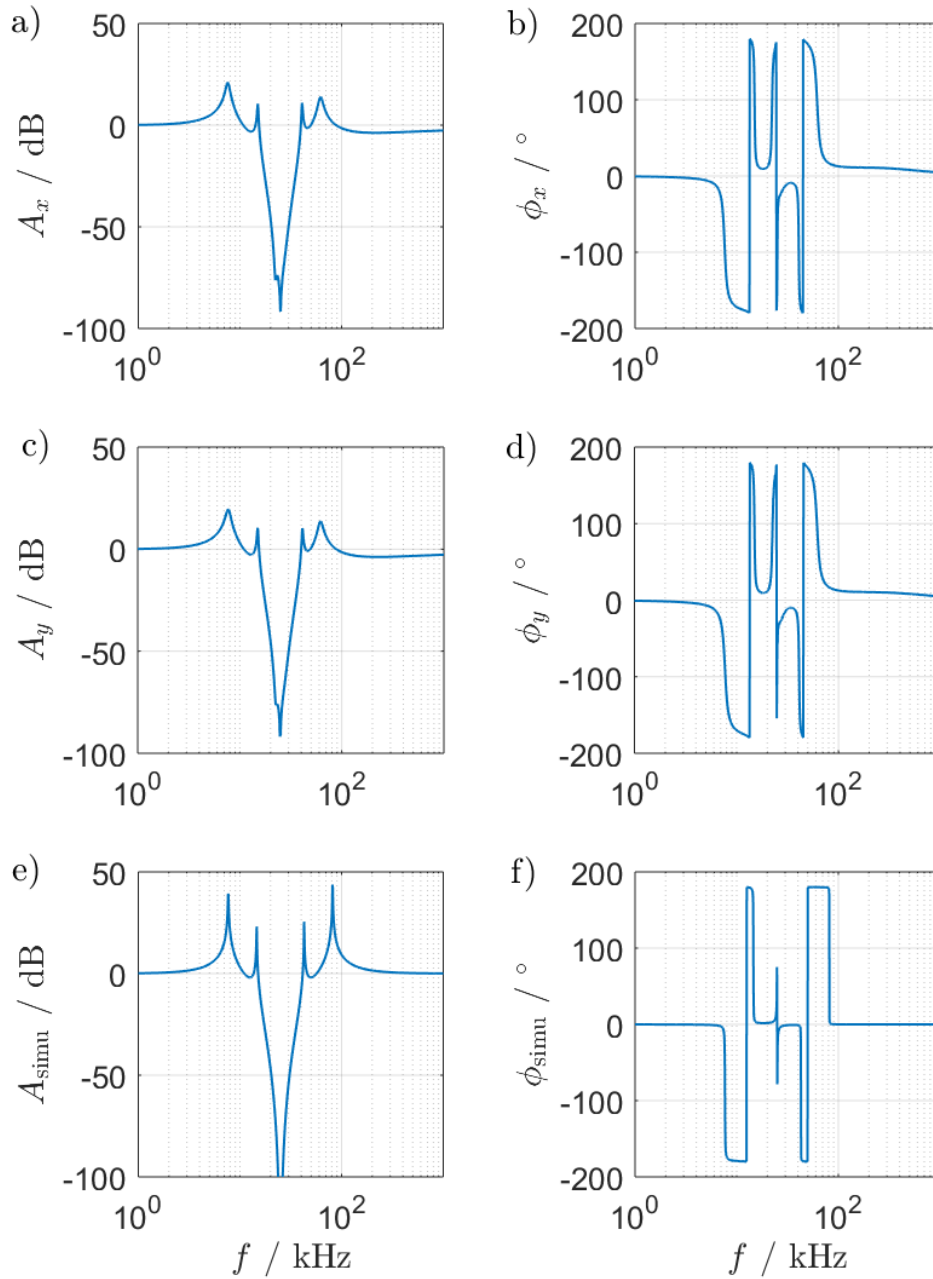 a)
b)
50
0
-50
-100
A_x / dB
10^0
10^2
200
100
0
-100
-200
ϕ_x / °
10^0
10^2
c)
d)
50
0
-50
-100
A_y / dB
10^0
10^2
200
100
0
-100
-200
ϕ_y / °
10^0
10^2
e)
f)
50
0
-50
-100
A_simu / dB
10^0
10^2
f / kHz
200
100
0
-100
-200
ϕ_simu / °
10^0
10^2
f / kHz